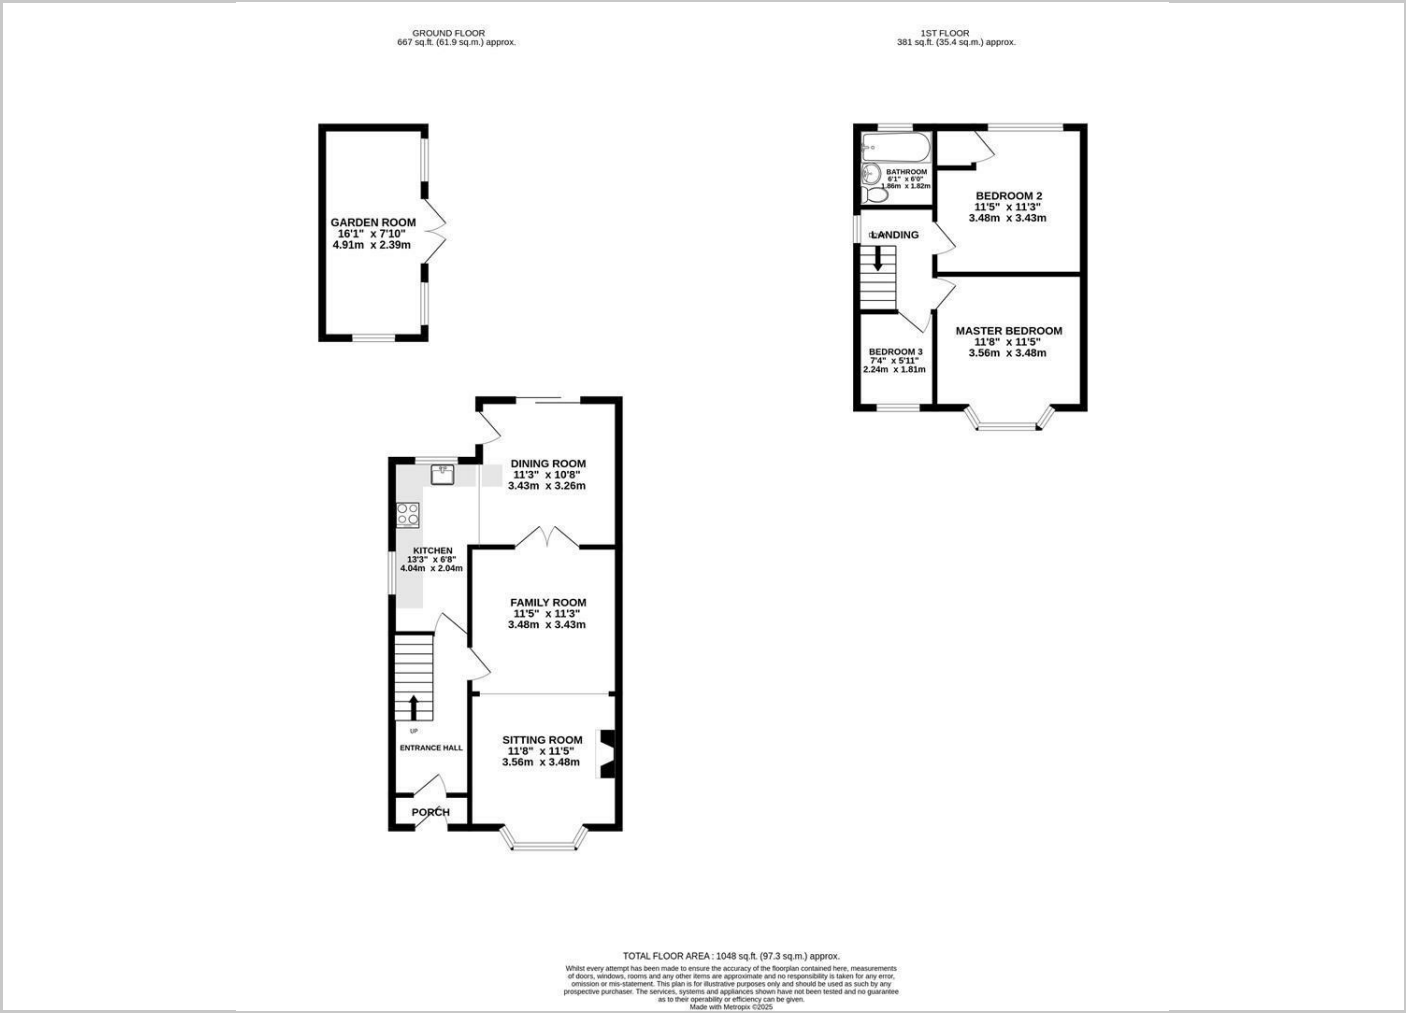 GROUND FLOOR
667 sq.ft. (61.9 sq.m.) approx.
1ST FLOOR
381 sq.ft. (35.4 sq.m.) approx.
GARDEN ROOM
16'1" x 7'10"
4.91m x 2.39m
BATHROOM
6'1" x 6'0"
1.86m x 1.82m
BEDROOM 2
11'5" x 11'3"
3.48m x 3.43m
LANDING
MASTER BEDROOM
11'8" x 11'5"
3.56m x 3.48m
BEDROOM 3
7'4" x 5'11"
2.24m x 1.81m
DINING ROOM
11'3" x 10'8"
3.43m x 3.26m
KITCHEN
13'3" x 6'8"
4.04m x 2.04m
FAMILY ROOM
11'5" x 11'3"
3.48m x 3.43m
UP
ENTRANCE HALL
SITTING ROOM
11'8" x 11'5"
3.56m x 3.48m
PORCH
TOTAL FLOOR AREA : 1048 sq.ft. (97.3 sq.m.) approx.
Whilst every attempt has been made to ensure the accuracy of the floorplan contained here, measurements
of doors, windows, rooms and any other items are approximate and no responsibility is taken for any error,
omission or mis-statement. This plan is for illustrative purposes only and should be used as such by any
prospective purchaser. The services, systems and appliances shown have not been tested and no guarantee
as to their operability or efficiency can be given.
Made with Metropix ©2025